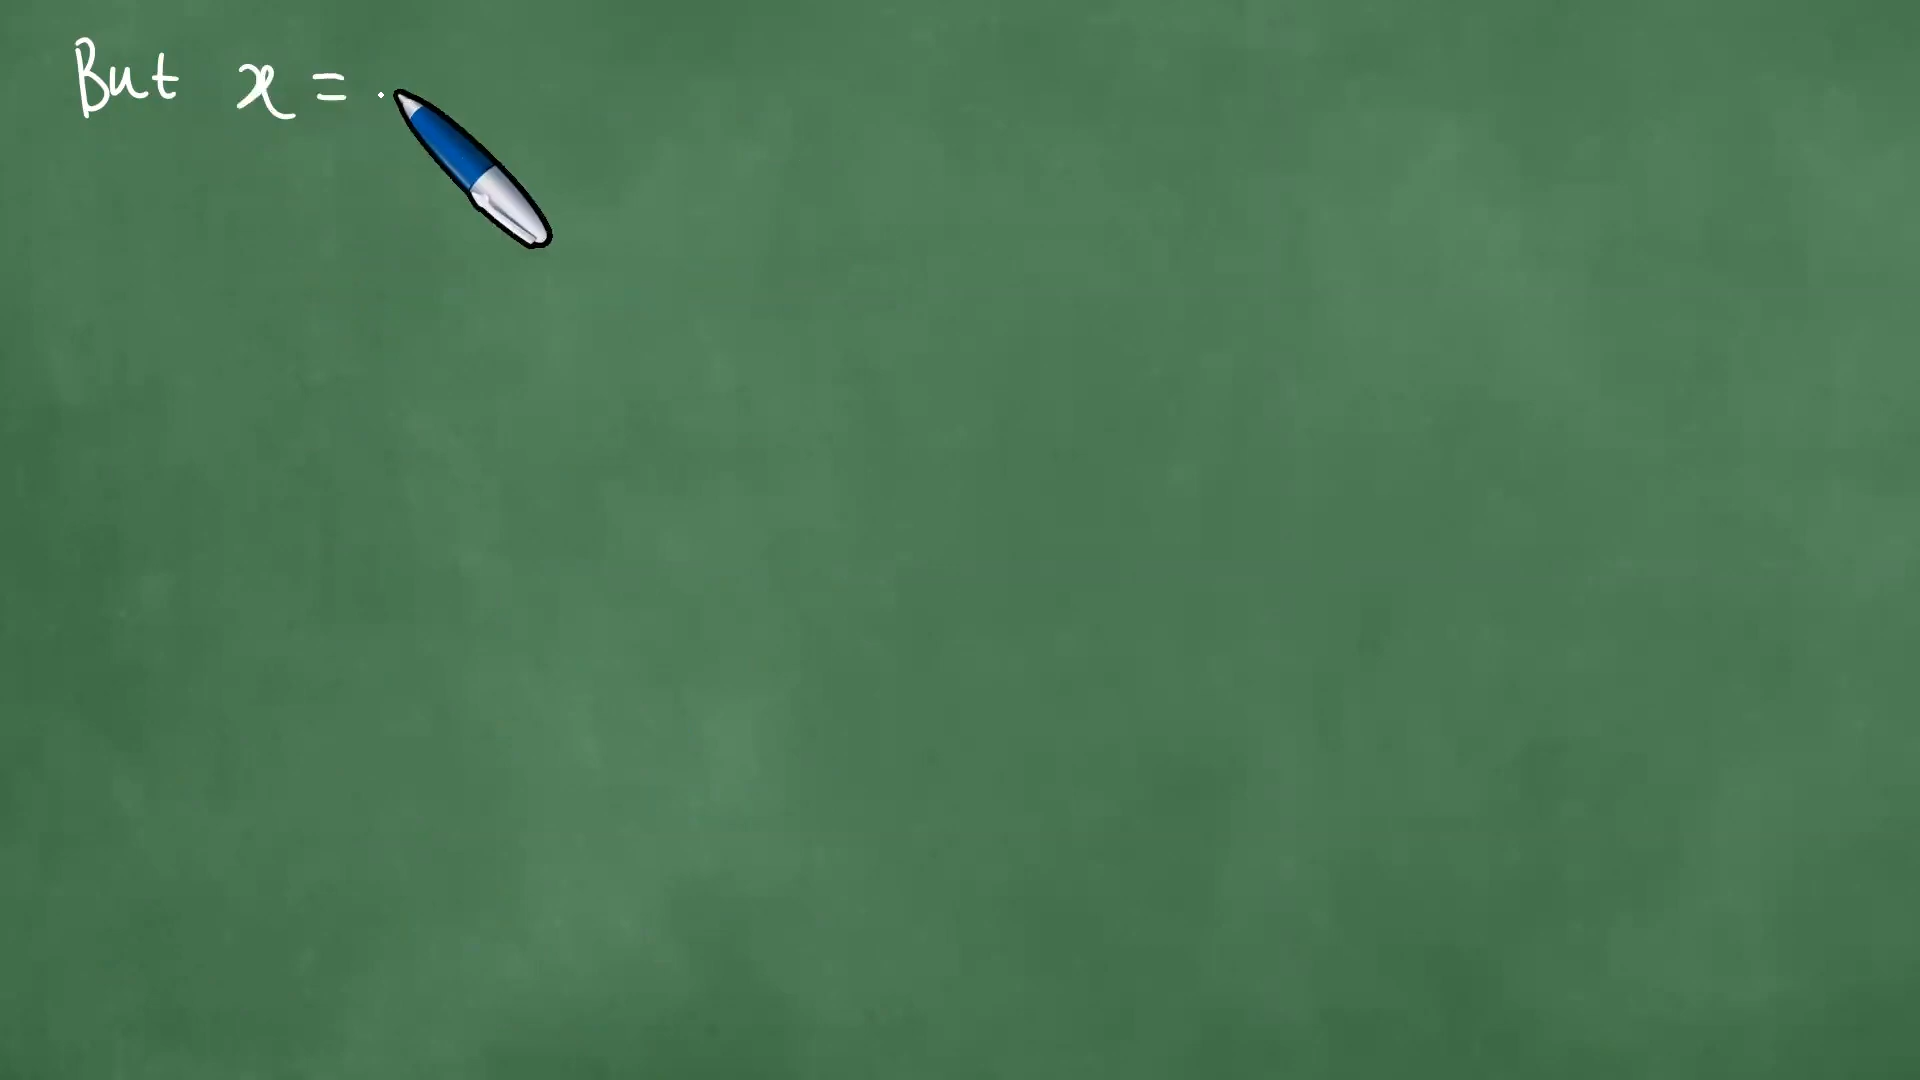 But x = .